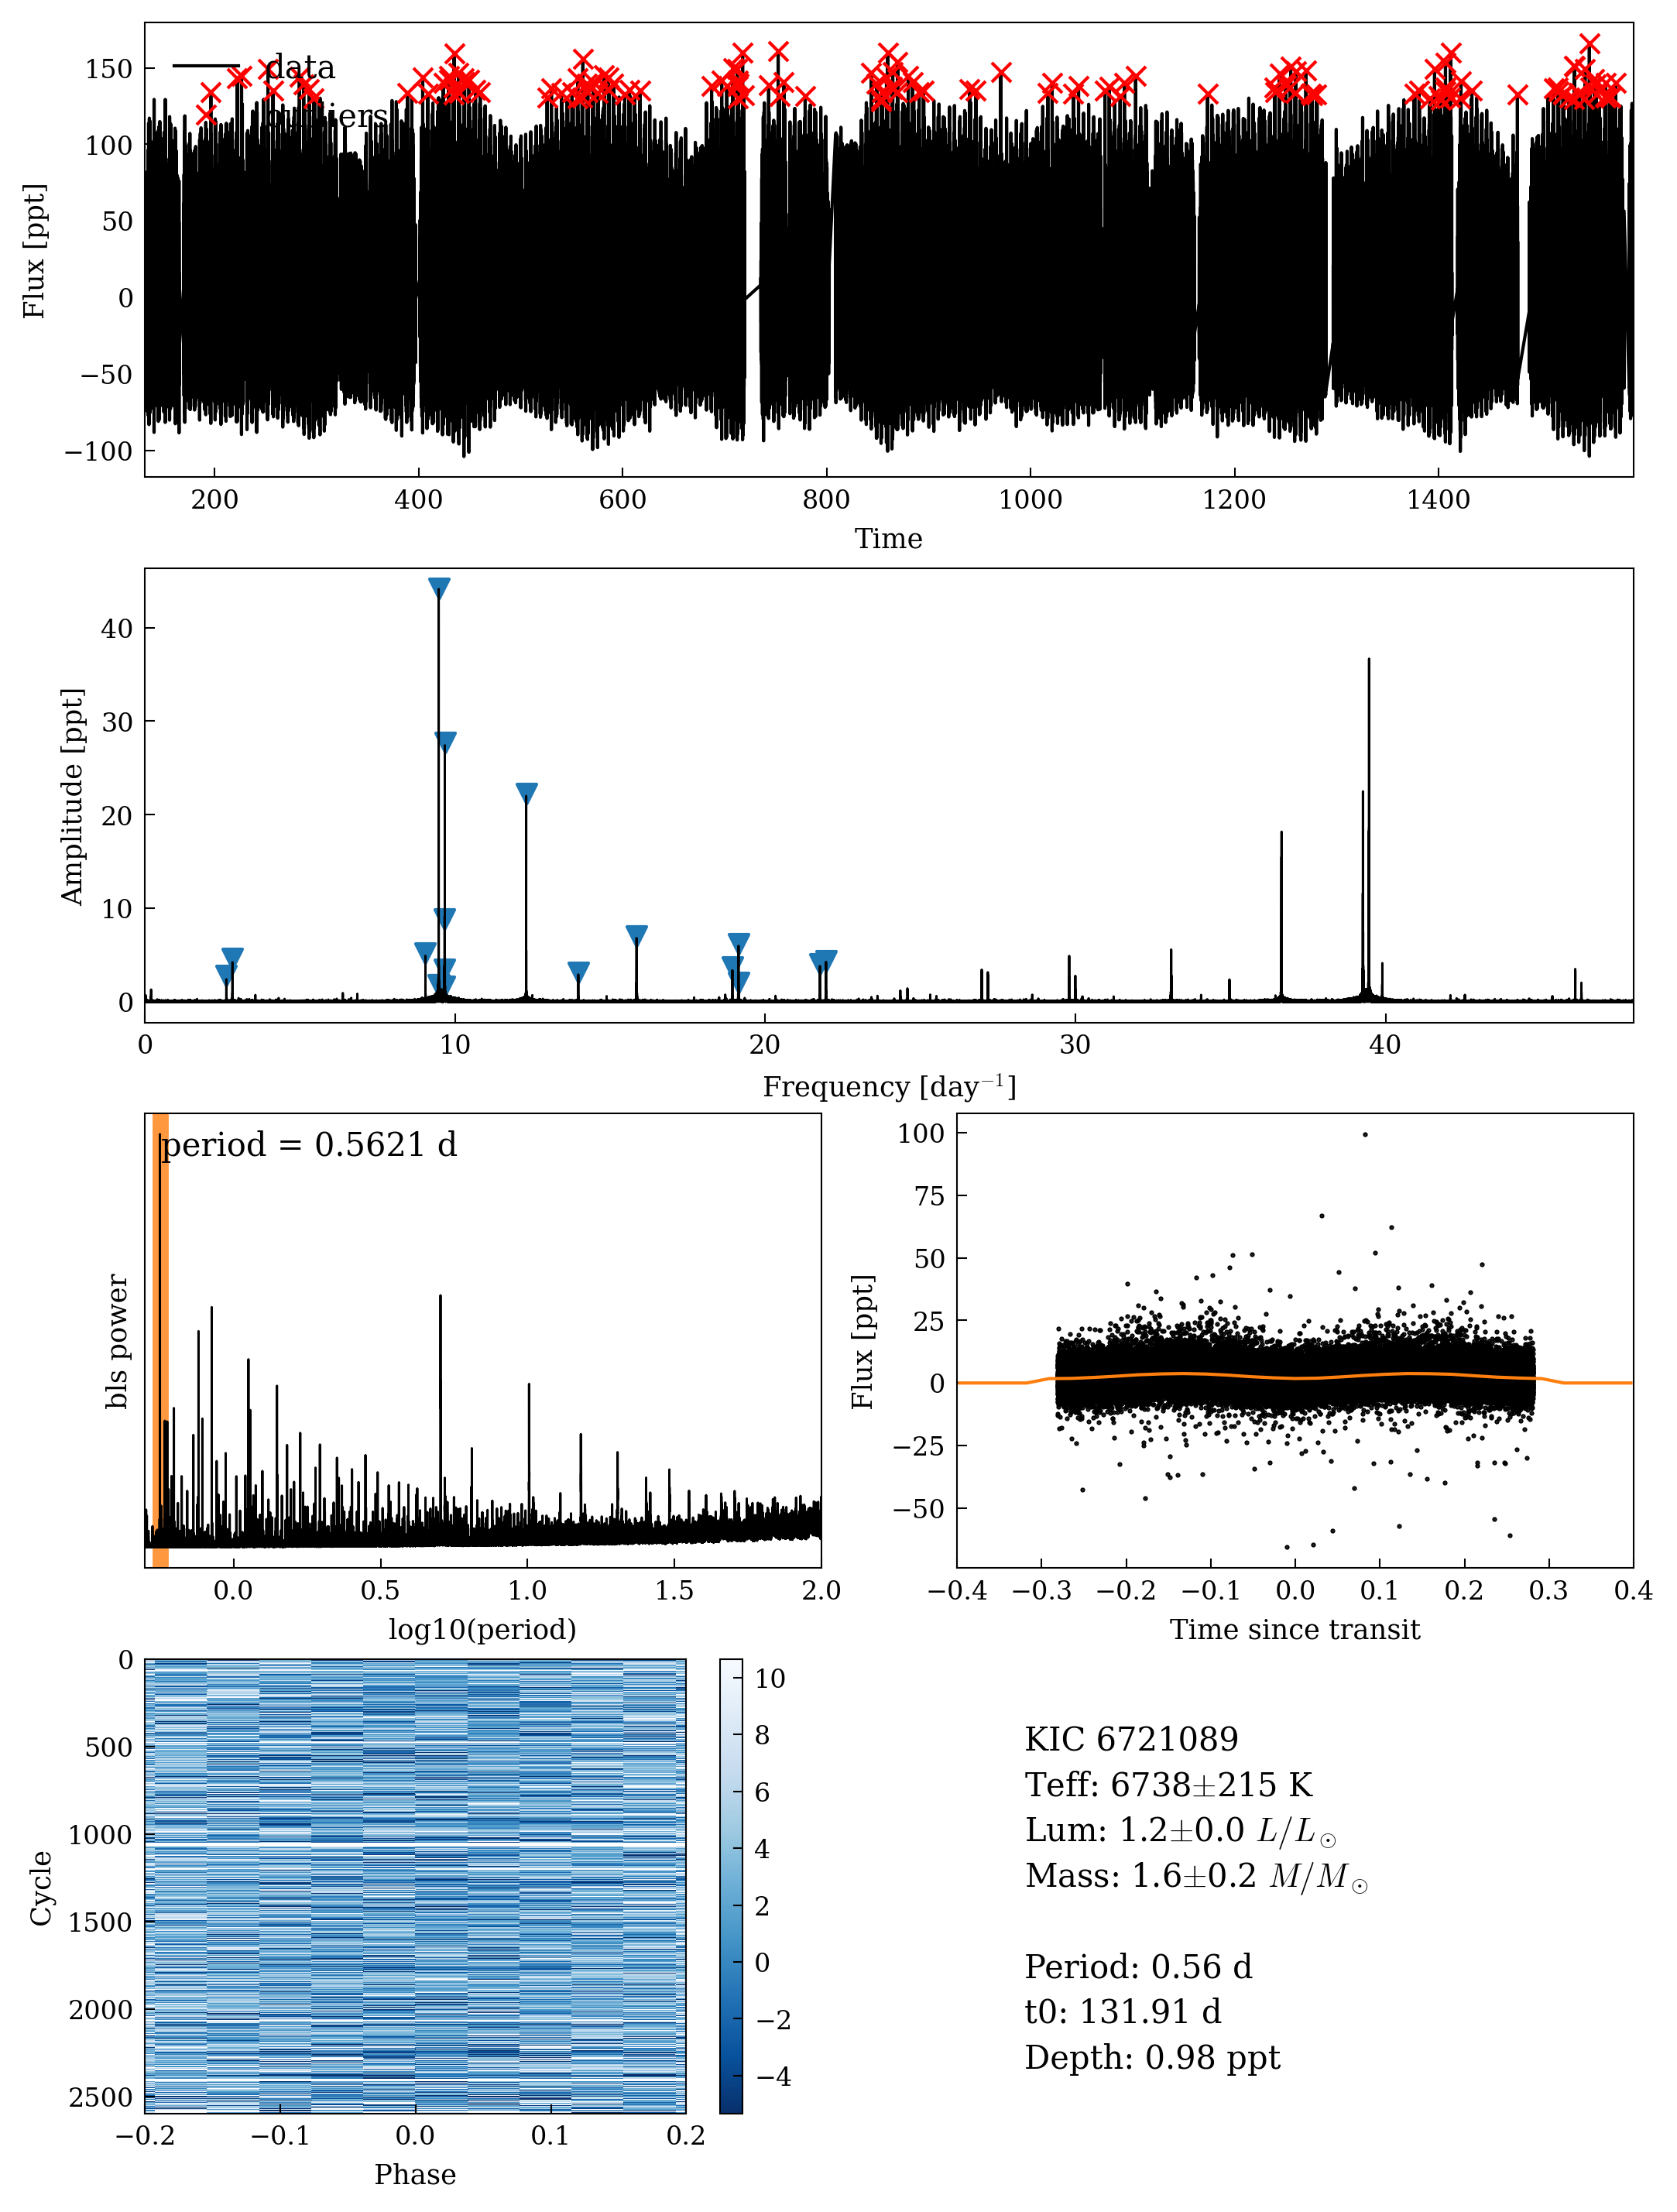 data
outliers
150
100
50
0
−50
−100
Flux [ppt]
200 400 600 800 1000 1200 1400
Time
40
30
20
10
0
Amplitude [ppt]
0 10 20 30 40
Frequency [day⁻¹]
period = 0.5621 d
bls power
0.0 0.5 1.0 1.5 2.0
log10(period)
100
75
50
25
0
−25
−50
Flux [ppt]
−0.4 −0.3 −0.2 −0.1 0.0 0.1 0.2 0.3 0.4
Time since transit
0
500
1000
1500
2000
2500
Cycle
−0.2 −0.1 0.0 0.1 0.2
Phase
10
8
6
4
2
0
−2
−4
KIC 6721089
Teff: 6738±215 K
Lum: 1.2±0.0 L/L⊙
Mass: 1.6±0.2 M/M⊙
Period: 0.56 d
t0: 131.91 d
Depth: 0.98 ppt